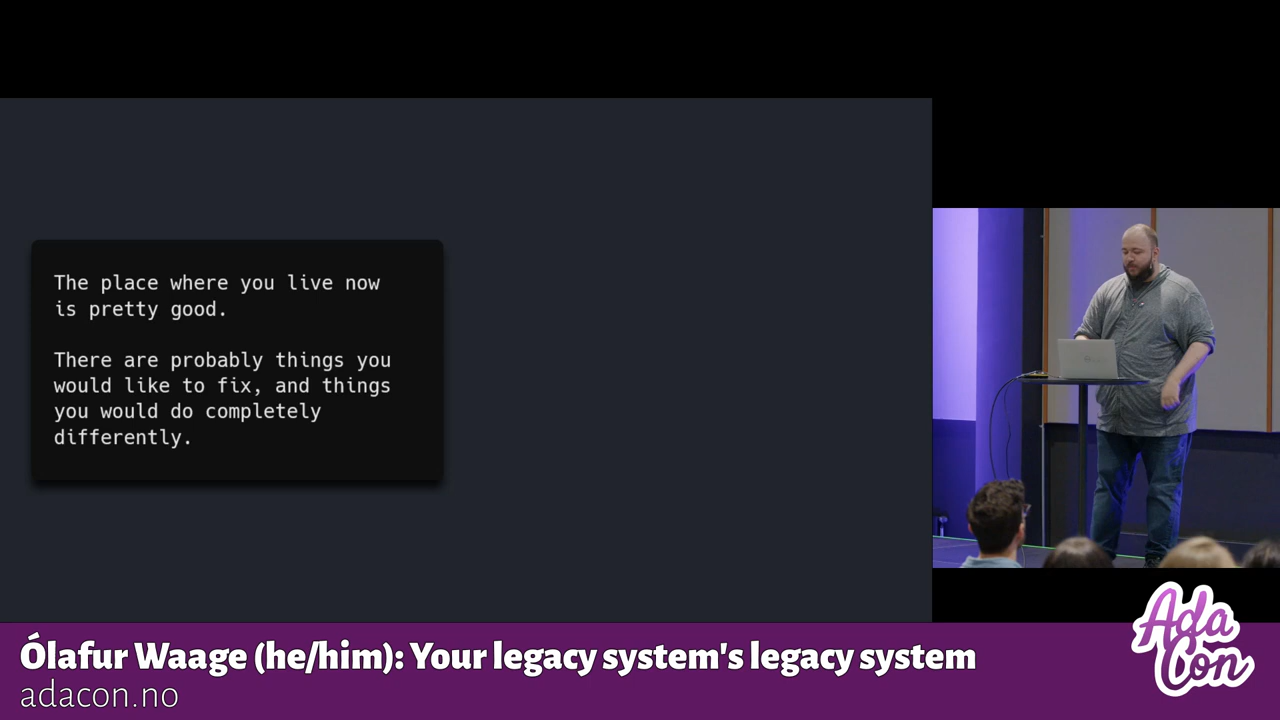 The place where you live now
is pretty good.
There are probably things you
would like to fix, and things
you would do completely
differently.
Ólafur Waage (he/him): Your legacy system's legacy system
adacon.no
Ada
Con